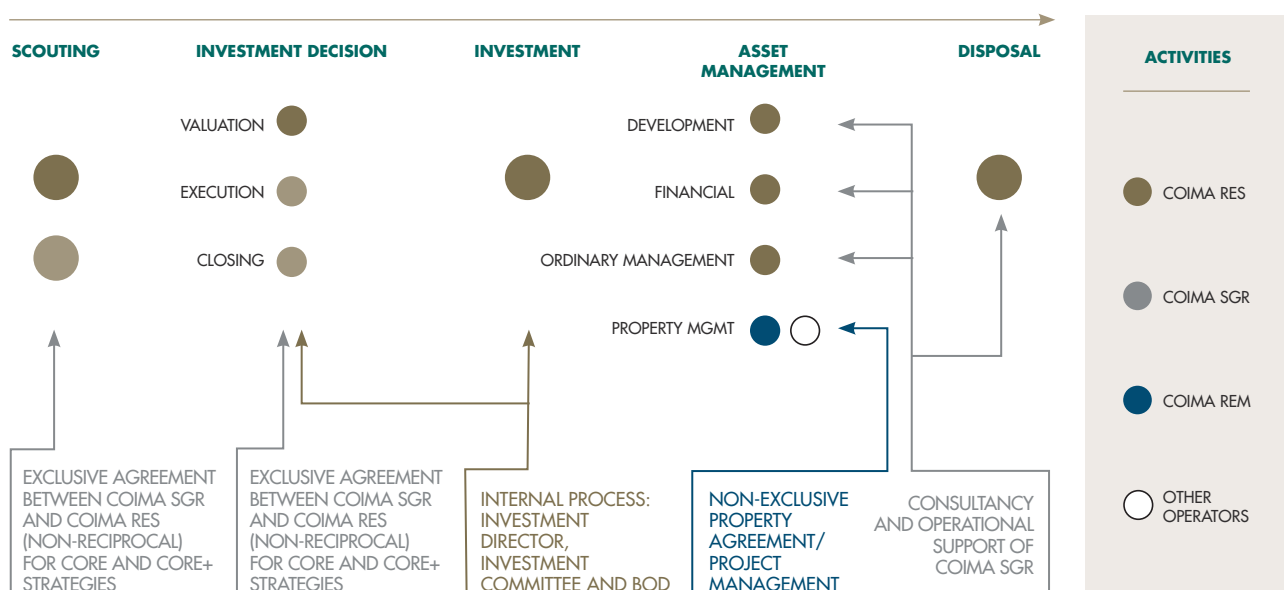 SCOUTING
INVESTMENT DECISION
INVESTMENT
ASSET
MANAGEMENT
DISPOSAL
VALUATION
EXECUTION
CLOSING
DEVELOPMENT
FINANCIAL
ORDINARY MANAGEMENT
PROPERTY MGMT
EXCLUSIVE AGREEMENT
BETWEEN COIMA SGR
AND COIMA RES
(NON-RECIPROCAL)
FOR CORE AND CORE+
STRATEGIES
EXCLUSIVE AGREEMENT
BETWEEN COIMA SGR
AND COIMA RES
(NON-RECIPROCAL)
FOR CORE AND CORE+
STRATEGIES
INTERNAL PROCESS:
INVESTMENT
DIRECTOR,
INVESTMENT
COMMITTEE AND BOD
NON-EXCLUSIVE
PROPERTY
AGREEMENT/
PROJECT
MANAGEMENT
CONSULTANCY
AND OPERATIONAL
SUPPORT OF
COIMA SGR
ACTIVITIES
COIMA RES
COIMA SGR
COIMA REM
OTHER
OPERATORS